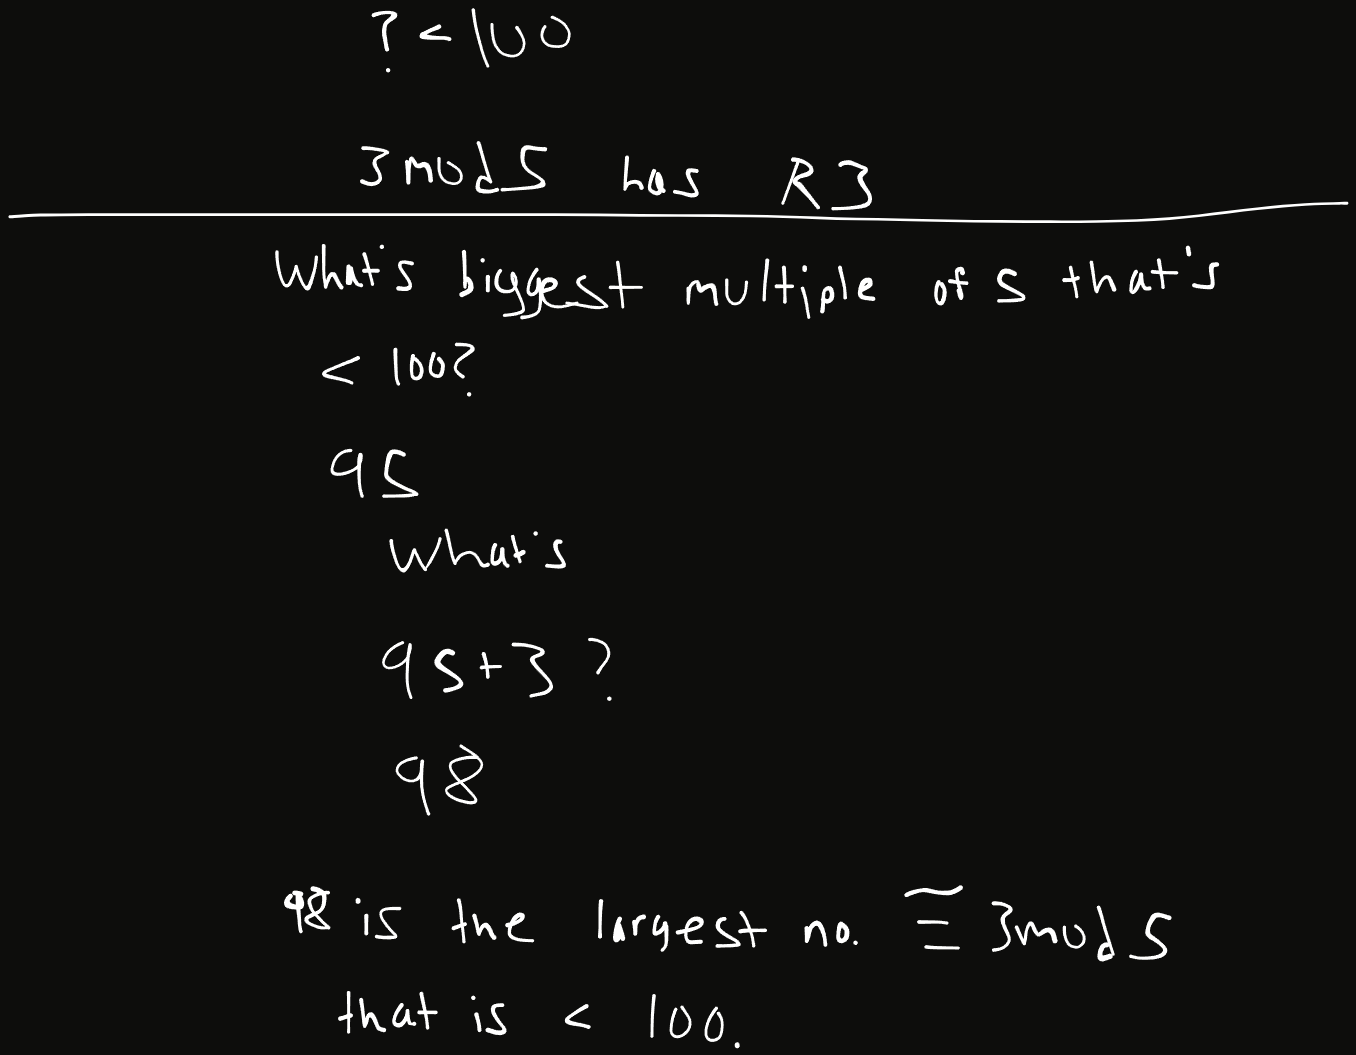 ? < 100
3 mod 5 has R3
What's biggest multiple of 5 that's
< 100?
95
What's
95+3?
98
98 is the largest no. ≅ 3 mod 5
that is < 100.